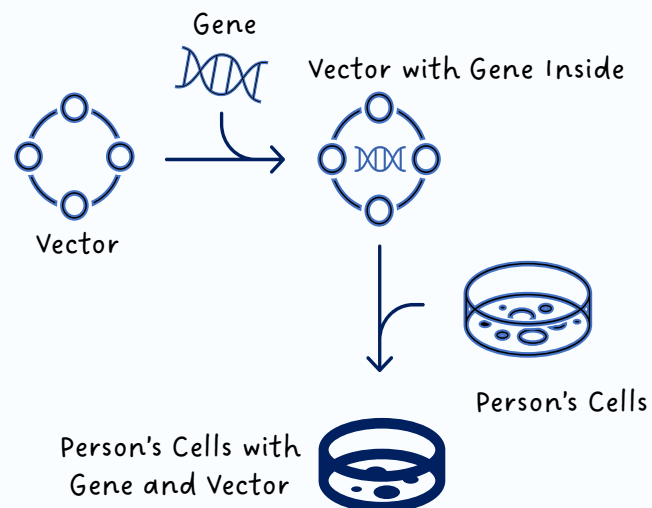 Gene
Vector with Gene Inside
Vector
Person's Cells
Person's Cells with
Gene and Vector